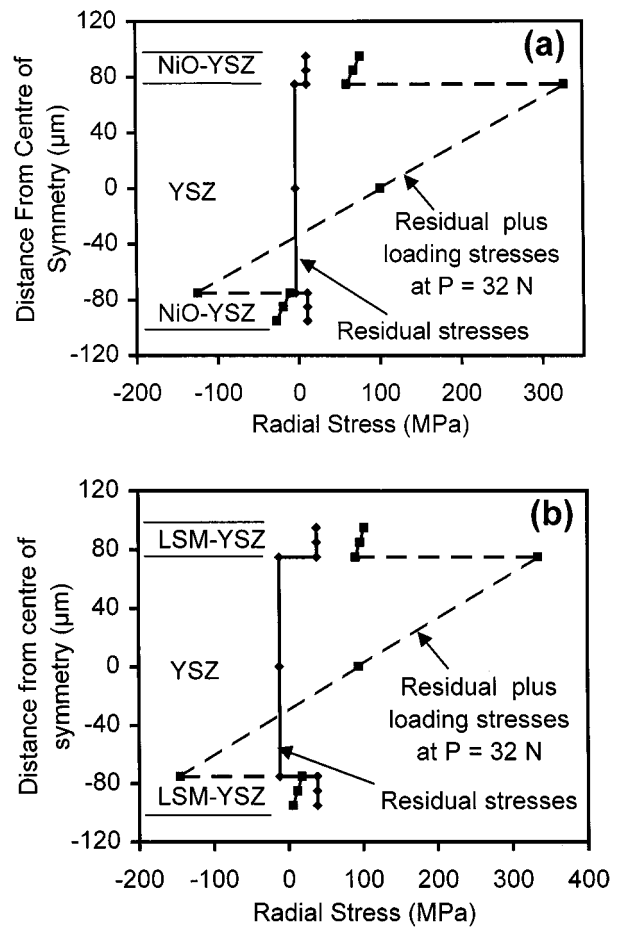 (a)
120
80
40
0
-40
-80
-120
Distance From Centre of
Symmetry (µm)
NiO-YSZ
YSZ
NiO-YSZ
Residual plus
loading stresses
at P = 32 N
Residual stresses
-200 -100 0 100 200 300
Radial Stress (MPa)
(b)
120
80
40
0
-40
-80
-120
Distance from centre of
symmetry (µm)
LSM-YSZ
YSZ
LSM-YSZ
Residual plus
loading stresses
at P = 32 N
Residual stresses
-200 -100 0 100 200 300 400
Radial Stress (MPa)